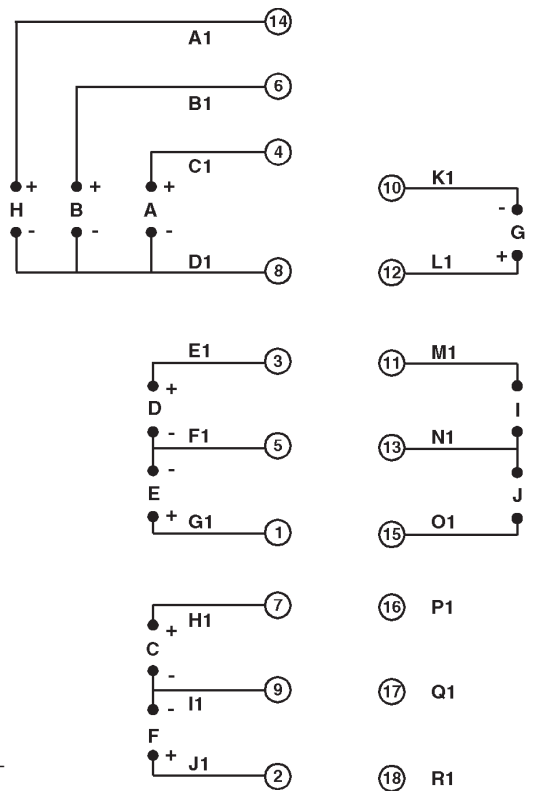 14
A1
6
B1
4
C1
+ + +
10 K1
H B A
-
G
- - -
D1 8
+
12 L1
E1 3
11 M1
+
D I
- F1 5
13 N1
-
E J
+ G1 1
O1
15
7
H1
16 P1
+
C
-
9
17 Q1
- I1
F
+ J1 2
18 R1